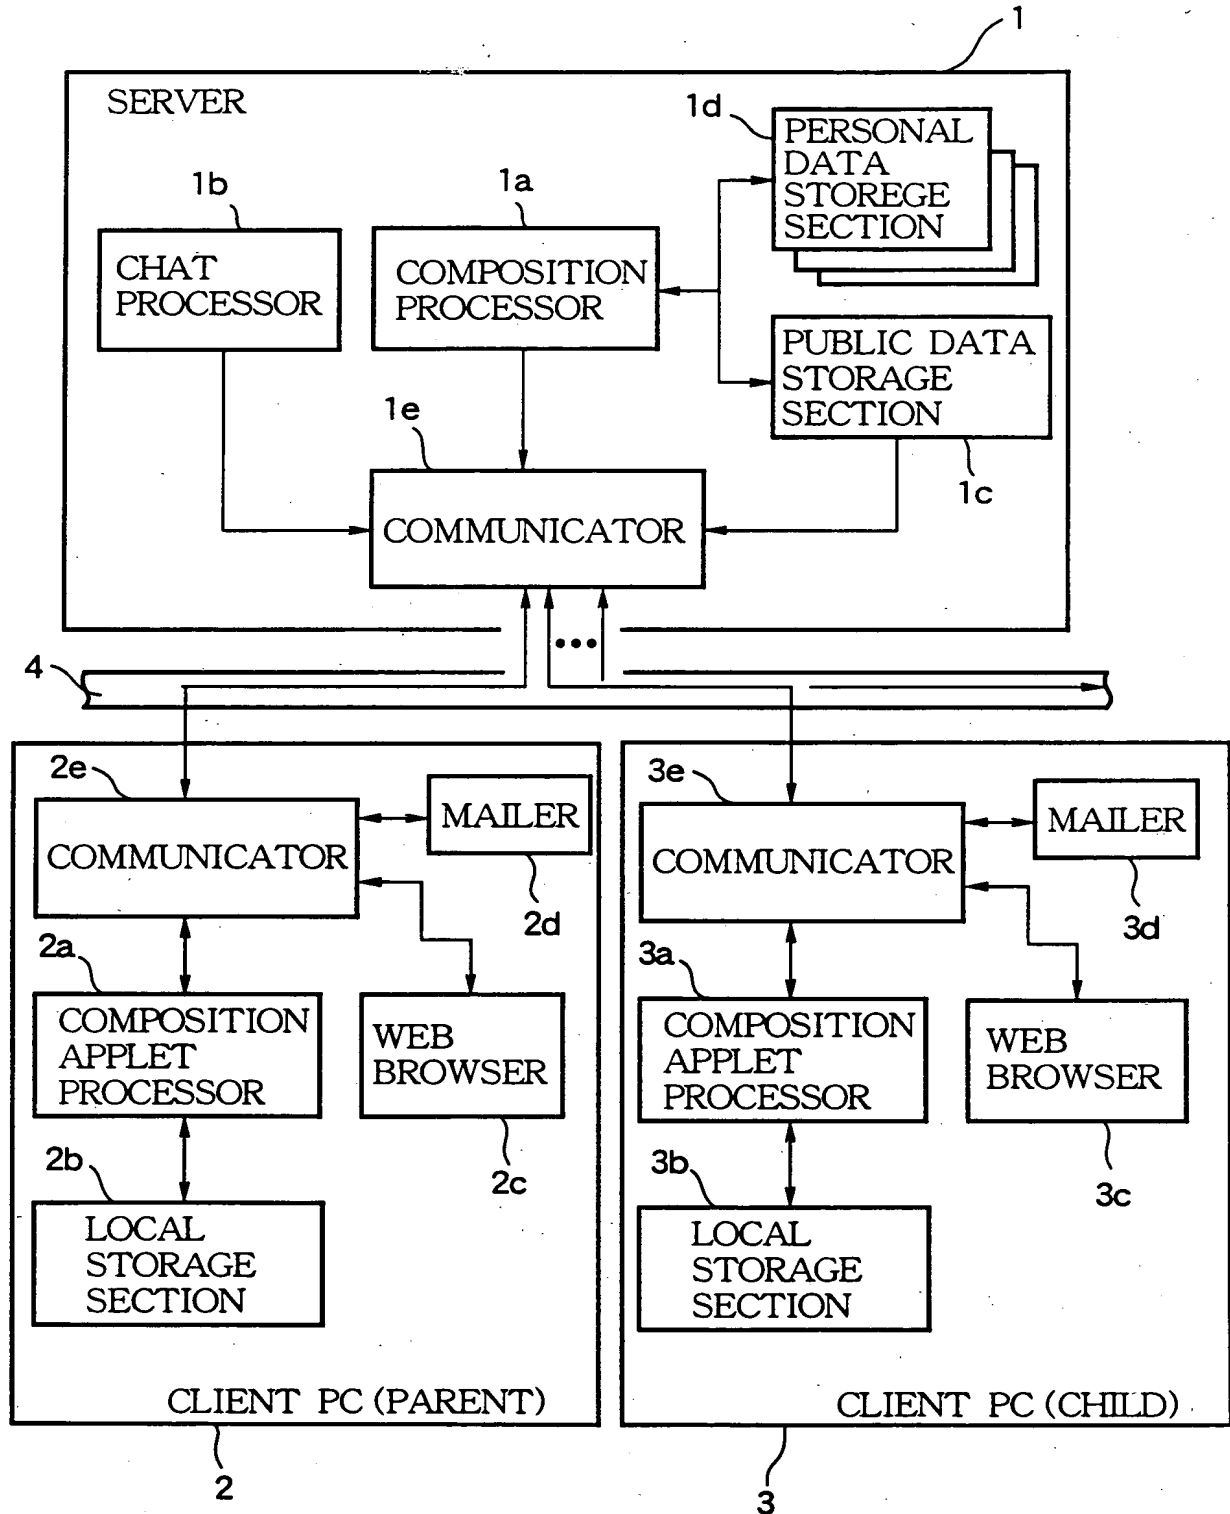 1
SERVER
1d
PERSONAL
DATA
STOREGE
SECTION
1b
1a
CHAT
PROCESSOR
COMPOSITION
PROCESSOR
PUBLIC DATA
STORAGE
SECTION
1e
1c
COMMUNICATOR
4
2e
MAILER
COMMUNICATOR
2d
2a
COMPOSITION
APPLET
PROCESSOR
WEB
BROWSER
2b
2c
LOCAL
STORAGE
SECTION
CLIENT PC (PARENT)
2
3e
MAILER
COMMUNICATOR
3d
3a
COMPOSITION
APPLET
PROCESSOR
WEB
BROWSER
3b
3c
LOCAL
STORAGE
SECTION
CLIENT PC (CHILD)
3